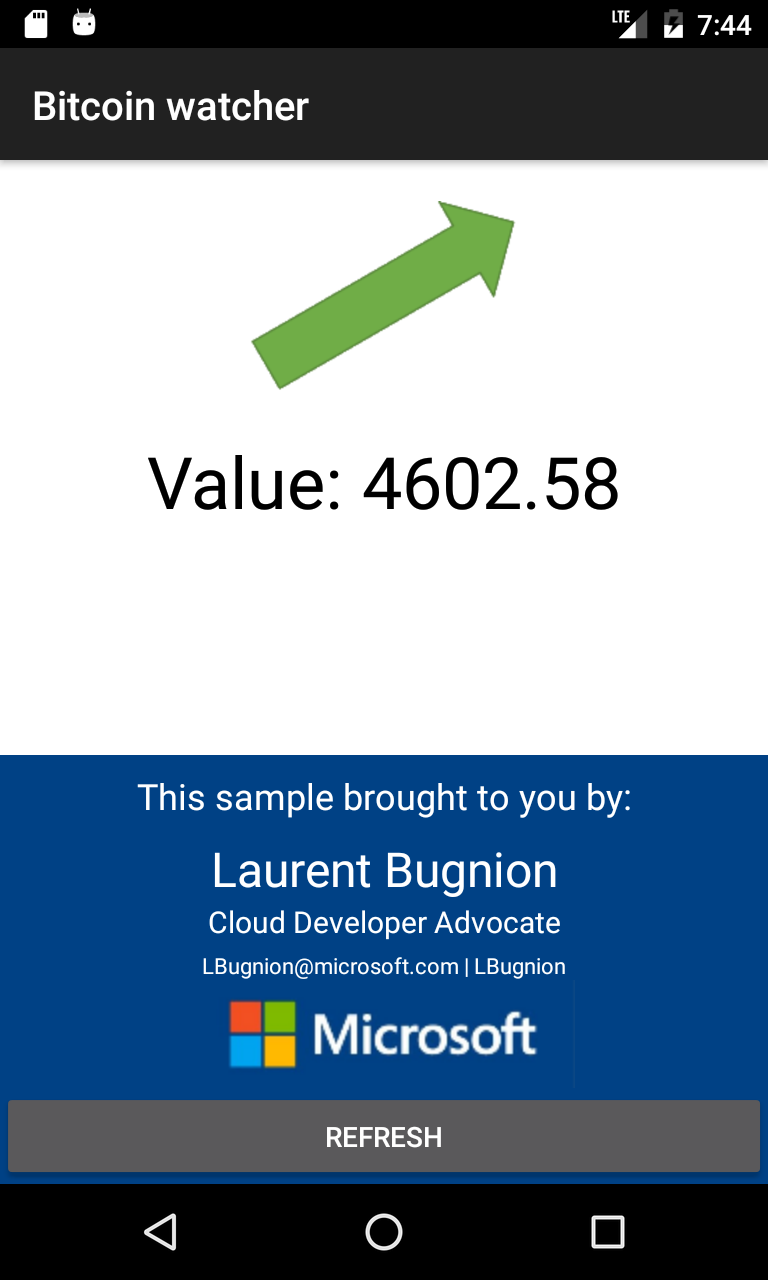 LTE 7:44
Bitcoin watcher
Value: 4602.58
This sample brought to you by:
Laurent Bugnion
Cloud Developer Advocate
LBugnion@microsoft.com | LBugnion
Microsoft
REFRESH